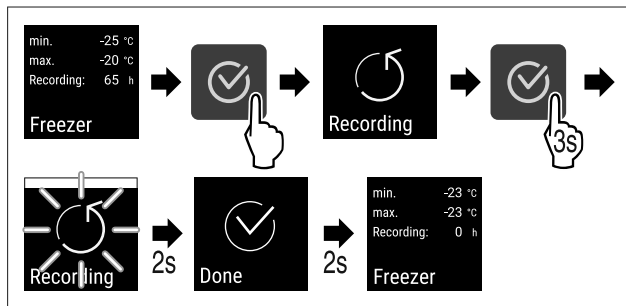 min. -25 °C
max. -20 °C
Recording: 65 h
Freezer
Recording
3s
Recording
2s
Done
2s
min. -23 °C
max. -23 °C
Recording: 0 h
Freezer